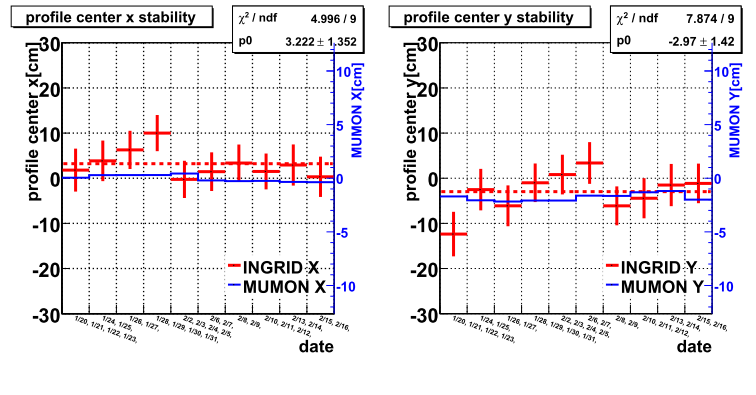 profile center x stability
χ² / ndf 4.996 / 9
p0 3.222 ± 1.352
profile center x[cm]
30
20
10
0
-10
-20
-30
MUMON X[cm]
10
5
0
-5
-10
INGRID X
MUMON X
1/20, 1/21, 1/22, 1/23,
1/24, 1/25,
1/26, 1/27,
1/28, 1/29, 1/30, 1/31,
2/2, 2/3, 2/4, 2/5,
2/6, 2/7,
2/8, 2/9,
2/10, 2/11, 2/12,
2/13, 2/14,
2/15, 2/16,
date
profile center y stability
χ² / ndf 7.874 / 9
p0 -2.97 ± 1.42
profile center y[cm]
30
20
10
0
-10
-20
-30
MUMON Y[cm]
10
5
0
-5
-10
INGRID Y
MUMON Y
1/20, 1/21, 1/22, 1/23,
1/24, 1/25,
1/26, 1/27,
1/28, 1/29, 1/30, 1/31,
2/2, 2/3, 2/4, 2/5,
2/6, 2/7,
2/8, 2/9,
2/10, 2/11, 2/12,
2/13, 2/14,
2/15, 2/16,
date